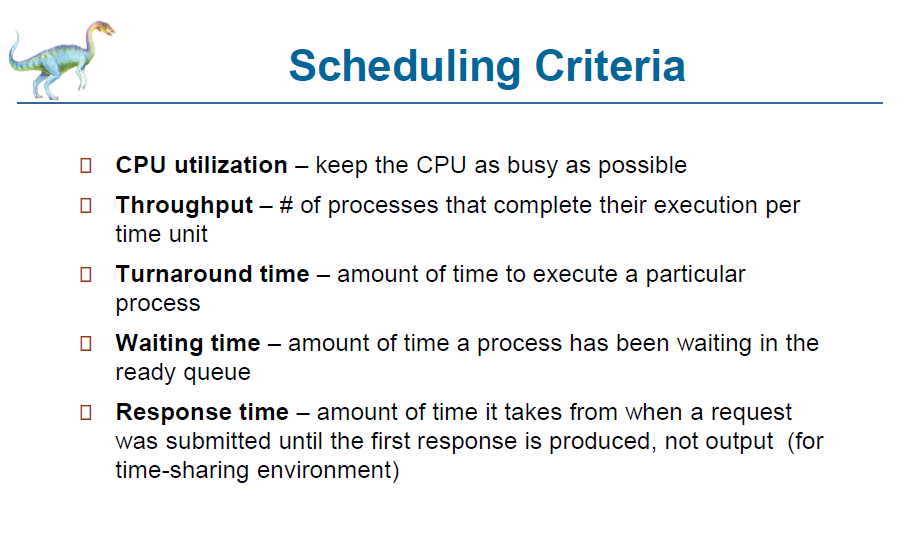 Scheduling Criteria
CPU utilization – keep the CPU as busy as possible
Throughput – # of processes that complete their execution per
time unit
Turnaround time – amount of time to execute a particular
process
Waiting time – amount of time a process has been waiting in the
ready queue
Response time – amount of time it takes from when a request
was submitted until the first response is produced, not output  (for
time-sharing environment)